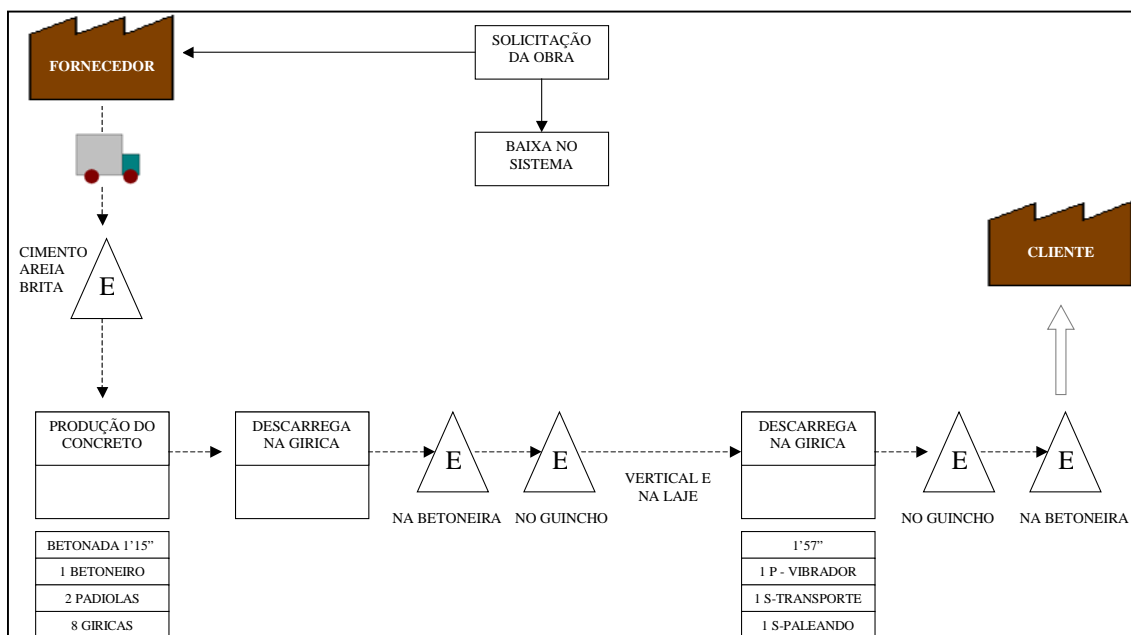 SOLICITAÇÃO
DA OBRA
FORNECEDOR
BAIXA NO
SISTEMA
CIMENTO
AREIA
BRITA
E
CLIENTE
PRODUÇÃO DO
CONCRETO
DESCARREGA
NA GIRICA
E
E
VERTICAL E
NA LAJE
DESCARREGA
NA GIRICA
E
E
NA BETONEIRA
NO GUINCHO
NO GUINCHO
NA BETONEIRA
BETONADA 1’15”
1 BETONEIRO
2 PADIOLAS
8 GIRICAS
1’57”
1 P - VIBRADOR
1 S-TRANSPORTE
1 S-PALEANDO